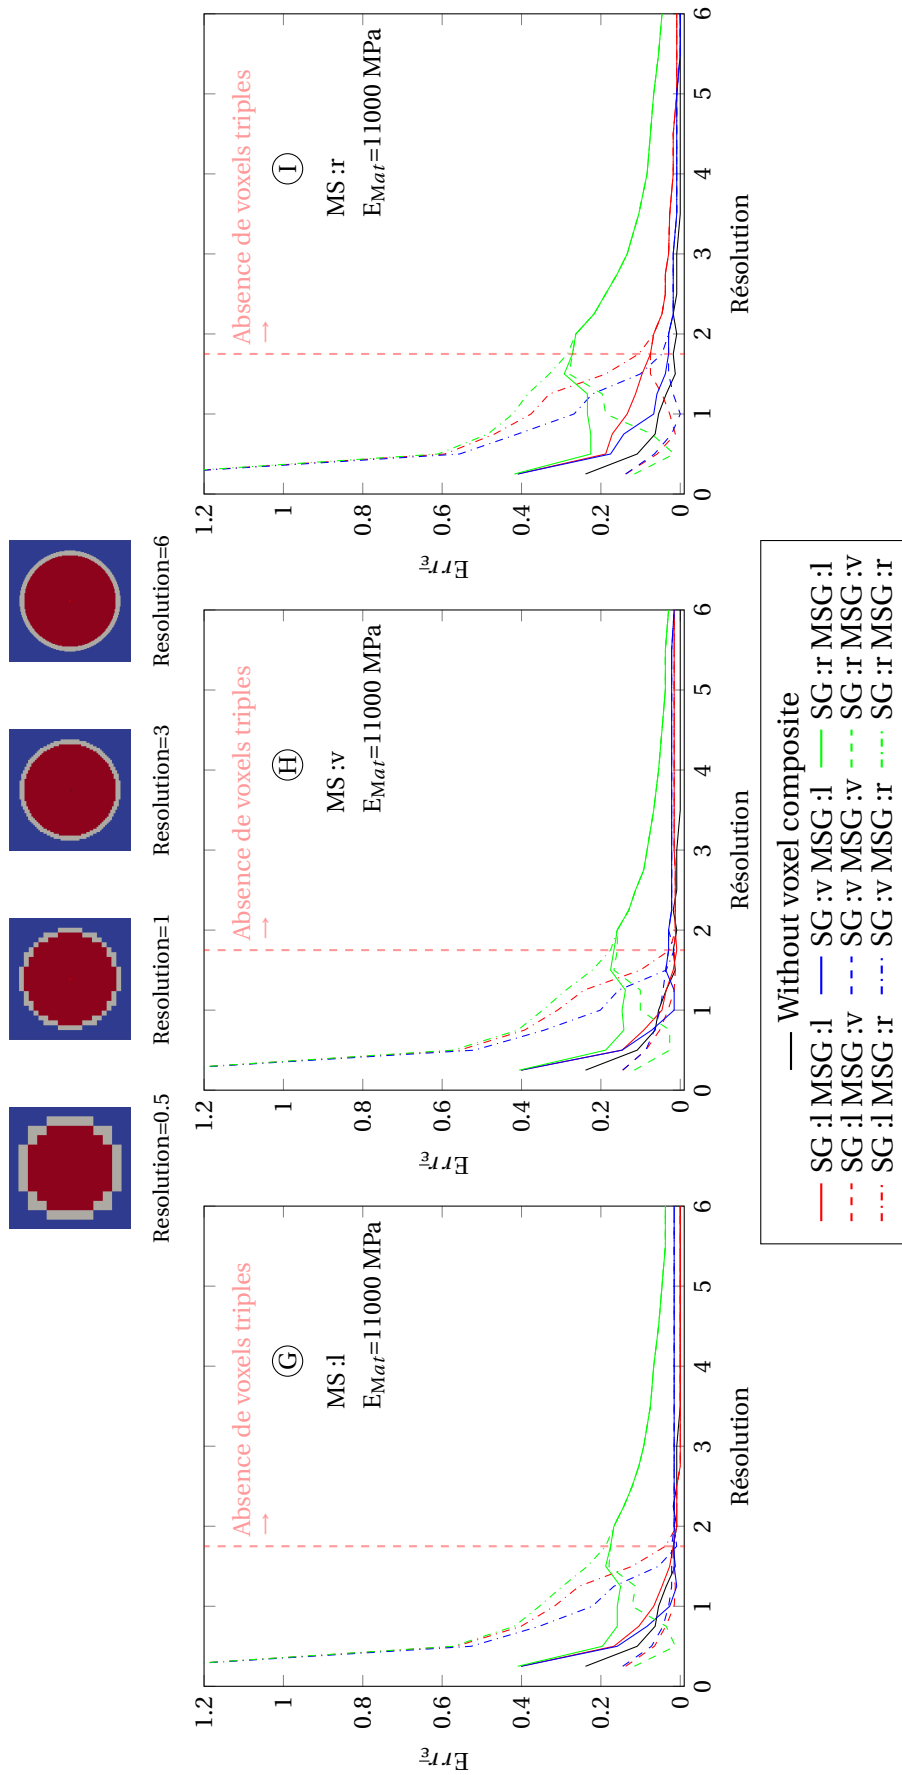 Resolution=0.5
Resolution=1
Resolution=3
Resolution=6
1.2
1
0.8
0.6
0.4
0.2
0
Absence de voxels triples
→
G
MS :l
E_Mat=11000 MPa
Err_ε̅
0 1 2 3 4 5 6
Résolution
1.2
1
0.8
0.6
0.4
0.2
0
Absence de voxels triples
→
H
MS :v
E_Mat=11000 MPa
Err_ε̅
0 1 2 3 4 5 6
Résolution
1.2
1
0.8
0.6
0.4
0.2
0
Absence de voxels triples
→
I
MS :r
E_Mat=11000 MPa
Err_ε̅
0 1 2 3 4 5 6
Résolution
Without voxel composite
SG :l MSG :l SG :v MSG :l SG :r MSG :l
SG :l MSG :v SG :v MSG :v SG :r MSG :v
SG :l MSG :r SG :v MSG :r SG :r MSG :r